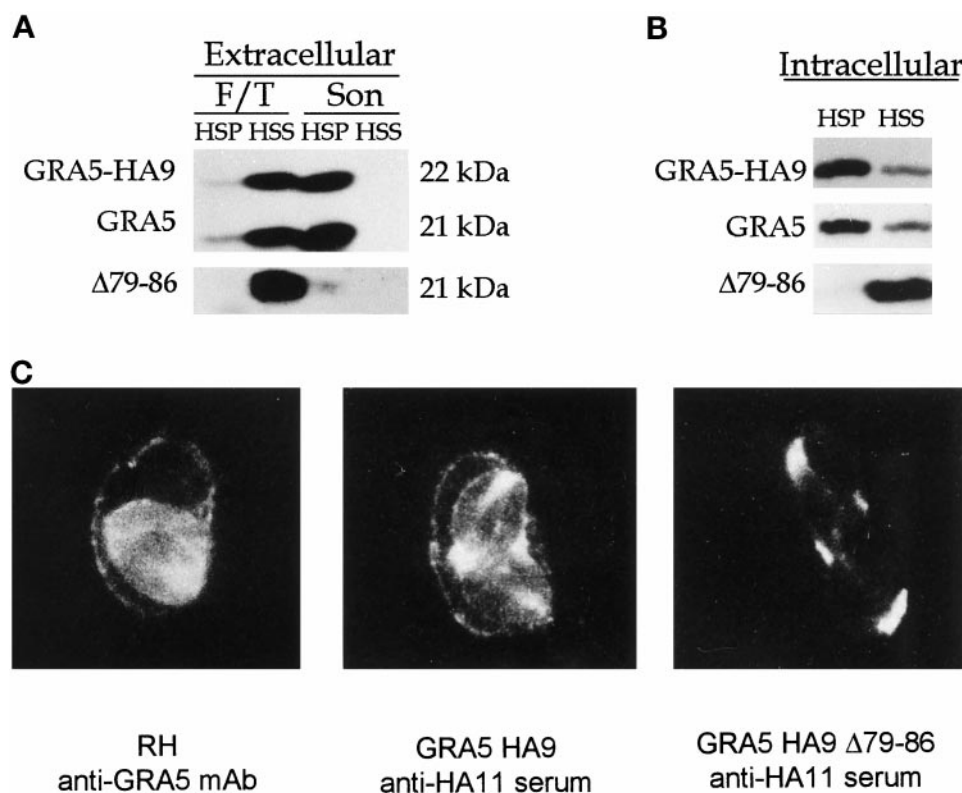 A
Extracellular
F/T Son
HSP HSS HSP HSS
GRA5-HA9 22 kDa
GRA5 21 kDa
Δ79-86 21 kDa
B
Intracellular
HSP HSS
GRA5-HA9
GRA5
Δ79-86
C
RH
anti-GRA5 mAb
GRA5 HA9
anti-HA11 serum
GRA5 HA9 Δ79-86
anti-HA11 serum